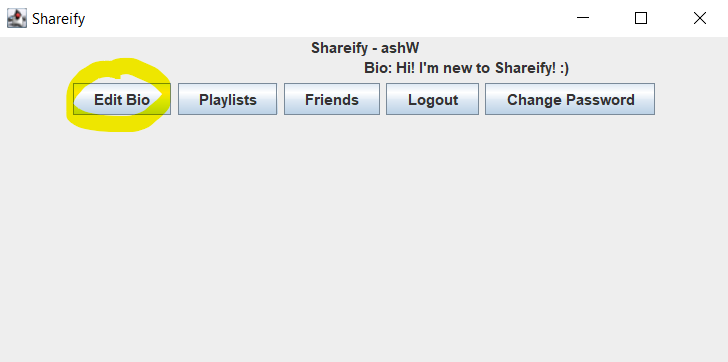 Shareify
Shareify - ashW
Bio: Hi! I'm new to Shareify! :)
Edit Bio Playlists Friends Logout Change Password